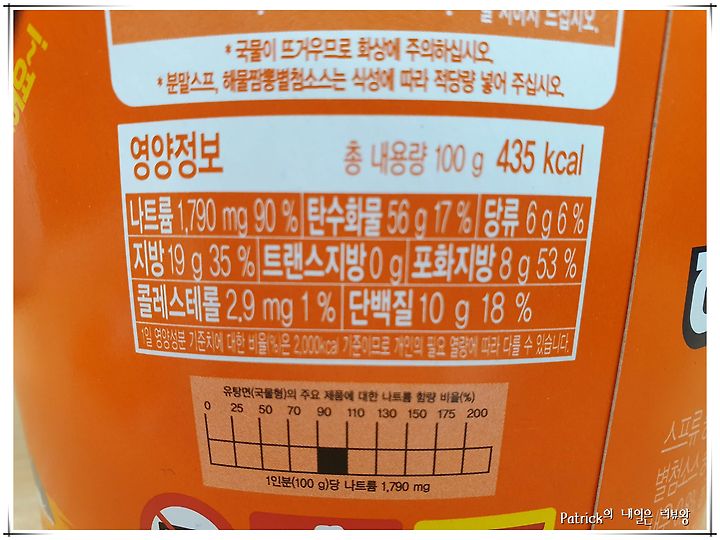 * 국물이 뜨거우므로 화상에 주의하십시오.
* 분말스프, 해물짬뽕별첨소스는 식성에 따라 적당량 넣어 주십시오.
영양정보 총 내용량 100 g 435 kcal
나트륨 1,790 mg 90 % 탄수화물 56 g 17 % 당류 6 g 6 %
지방 19 g 35 % 트랜스지방 0 g 포화지방 8 g 53 %
콜레스테롤 2.9 mg 1 % 단백질 10 g 18 %
1일 영양성분 기준치에 대한 비율(%)은 2,000kcal 기준이므로 개인의 필요 열량에 따라 다를 수 있습니다.
유탕면(국물형)의 주요 제품에 대한 나트륨 함량 비율(%)
0 25 50 70 90 110 130 150 175 200
1인분(100 g)당 나트륨 1,790 mg
스프류
별첨소스
Patrick의 내일은 리뷰왕